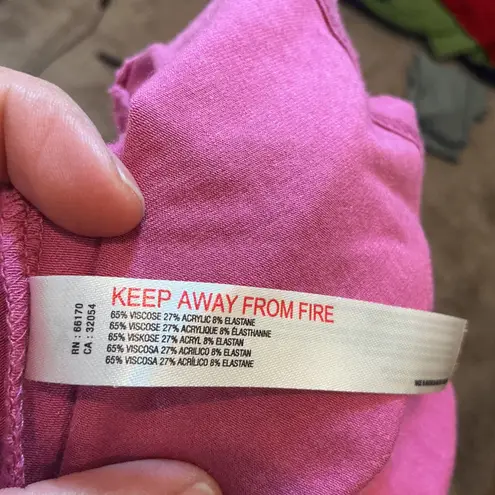 KEEP AWAY FROM FIRE
65% VISCOSE 27% ACRYLIC 8% ELASTANE
65% VISCOSE 27% ACRYLIQUE 8% ÉLASTHANNE
65% VISKOSE 27% ACRYL 8% ELASTAN
65% VISCOSA 27% ACRILICO 8% ELASTAN
65% VISCOSA 27% ACRÍLICO 8% ELASTANE
RN : 66170
CA : 32054